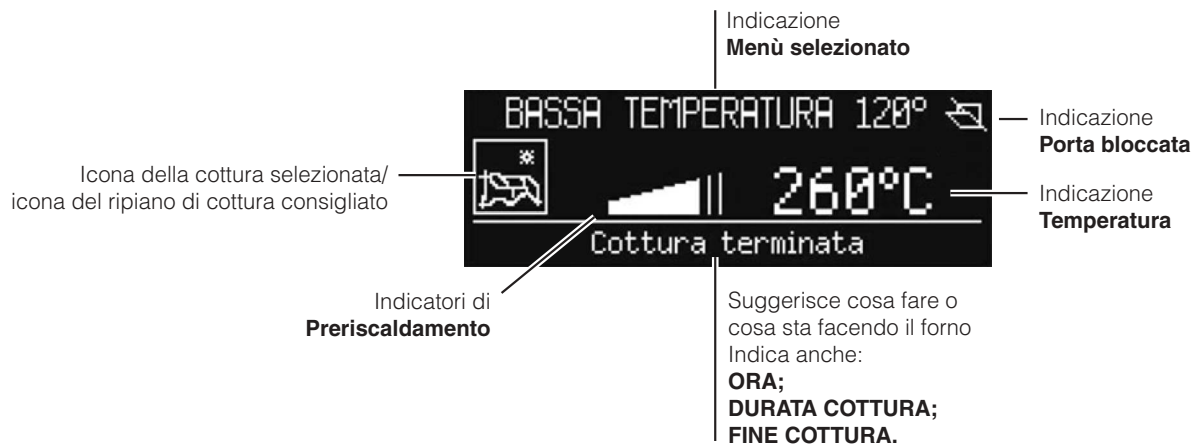 Indicazione
Menù selezionato
BASSA TEMPERATURA 120°
Indicazione
Porta bloccata
Icona della cottura selezionata/
icona del ripiano di cottura consigliato
260°C
Indicazione
Temperatura
Cottura terminata
Indicatori di
Preriscaldamento
Suggerisce cosa fare o
cosa sta facendo il forno
Indica anche:
ORA;
DURATA COTTURA;
FINE COTTURA.